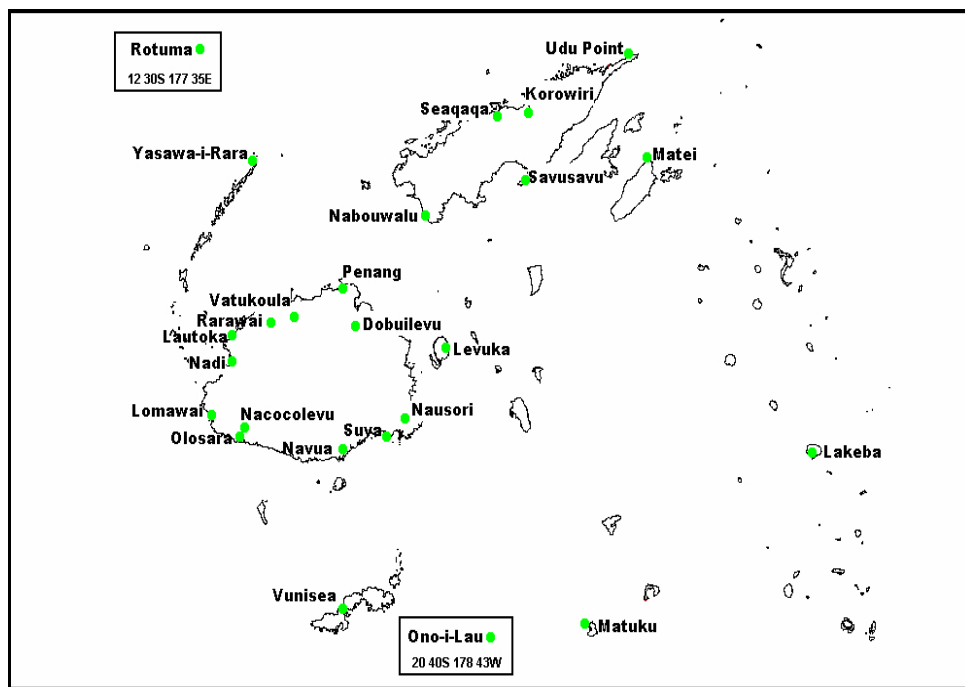 Rotuma
12 30S 177 35E
Udu Point
Korowiri
Seaqaqa
Yasawa-i-Rara
Matei
Savusavu
Nabouwalu
Penang
Vatukoula
Rarawai
Dobuilevu
Lautoka
Levuka
Nadi
Lomawai
Nacocolevu
Nausori
Suva
Olosara
Navua
Lakeba
Vunisea
Matuku
Ono-i-Lau
20 40S 178 43W